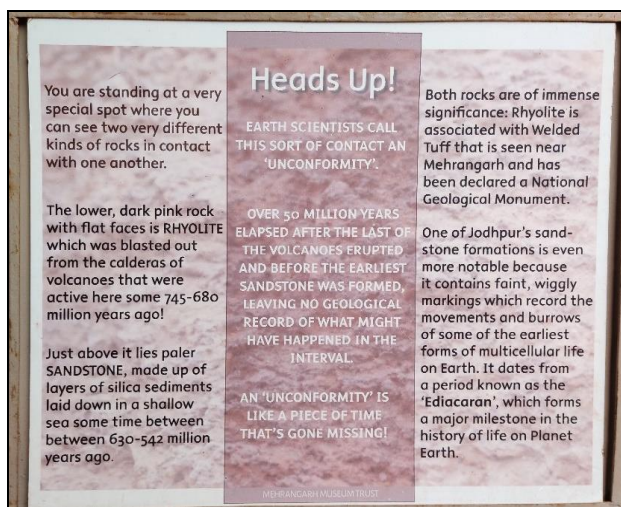 You are standing at a very
special spot where you
can see two very different
kinds of rocks in contact
with one another.
The lower, dark pink rock
with flat faces is RHYOLITE
which was blasted out
from the calderas of
volcanoes that were
active here some 745-680
million years ago!
Just above it lies paler
SANDSTONE, made up of
layers of silica sediments
laid down in a shallow
sea some time between
between 630-542 million
years ago.
Heads Up!
EARTH SCIENTISTS CALL
THIS SORT OF CONTACT AN
‘UNCONFORMITY’.
OVER 50 MILLION YEARS
ELAPSED AFTER THE LAST OF
THE VOLCANOES ERUPTED
AND BEFORE THE EARLIEST
SANDSTONE WAS FORMED,
LEAVING NO GEOLOGICAL
RECORD OF WHAT MIGHT
HAVE HAPPENED IN THE
INTERVAL.
AN ‘UNCONFORMITY’ IS
LIKE A PIECE OF TIME
THAT’S GONE MISSING!
MEHRANGARH MUSEUM TRUST
Both rocks are of immense
significance: Rhyolite is
associated with Welded
Tuff that is seen near
Mehrangarh and has
been declared a National
Geological Monument.
One of Jodhpur’s sand-
stone formations is even
more notable because
it contains faint, wiggly
markings which record the
movements and burrows
of some of the earliest
forms of multicellular life
on Earth. It dates from
a period known as the
‘Ediacaran’, which forms
a major milestone in the
history of life on Planet
Earth.